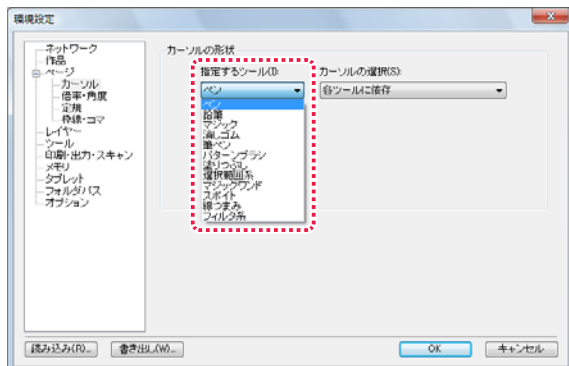 環境設定
ネットワーク
作品
ページ
カーソル
倍率・角度
定規
枠線・コマ
レイヤー
ツール
印刷・出力・スキャン
メモリ
タブレット
フォルダパス
オプション
カーソルの形状
指定するツール(I):
ペン
ペン
鉛筆
マジック
消しゴム
筆ペン
パターンブラシ
塗りつぶし
選択範囲系
マジックワンド
スポイト
線つまみ
フィルタ系
カーソルの選択(S):
各ツールに依存
読み込み(R)...
書き出し(W)...
OK
キャンセル